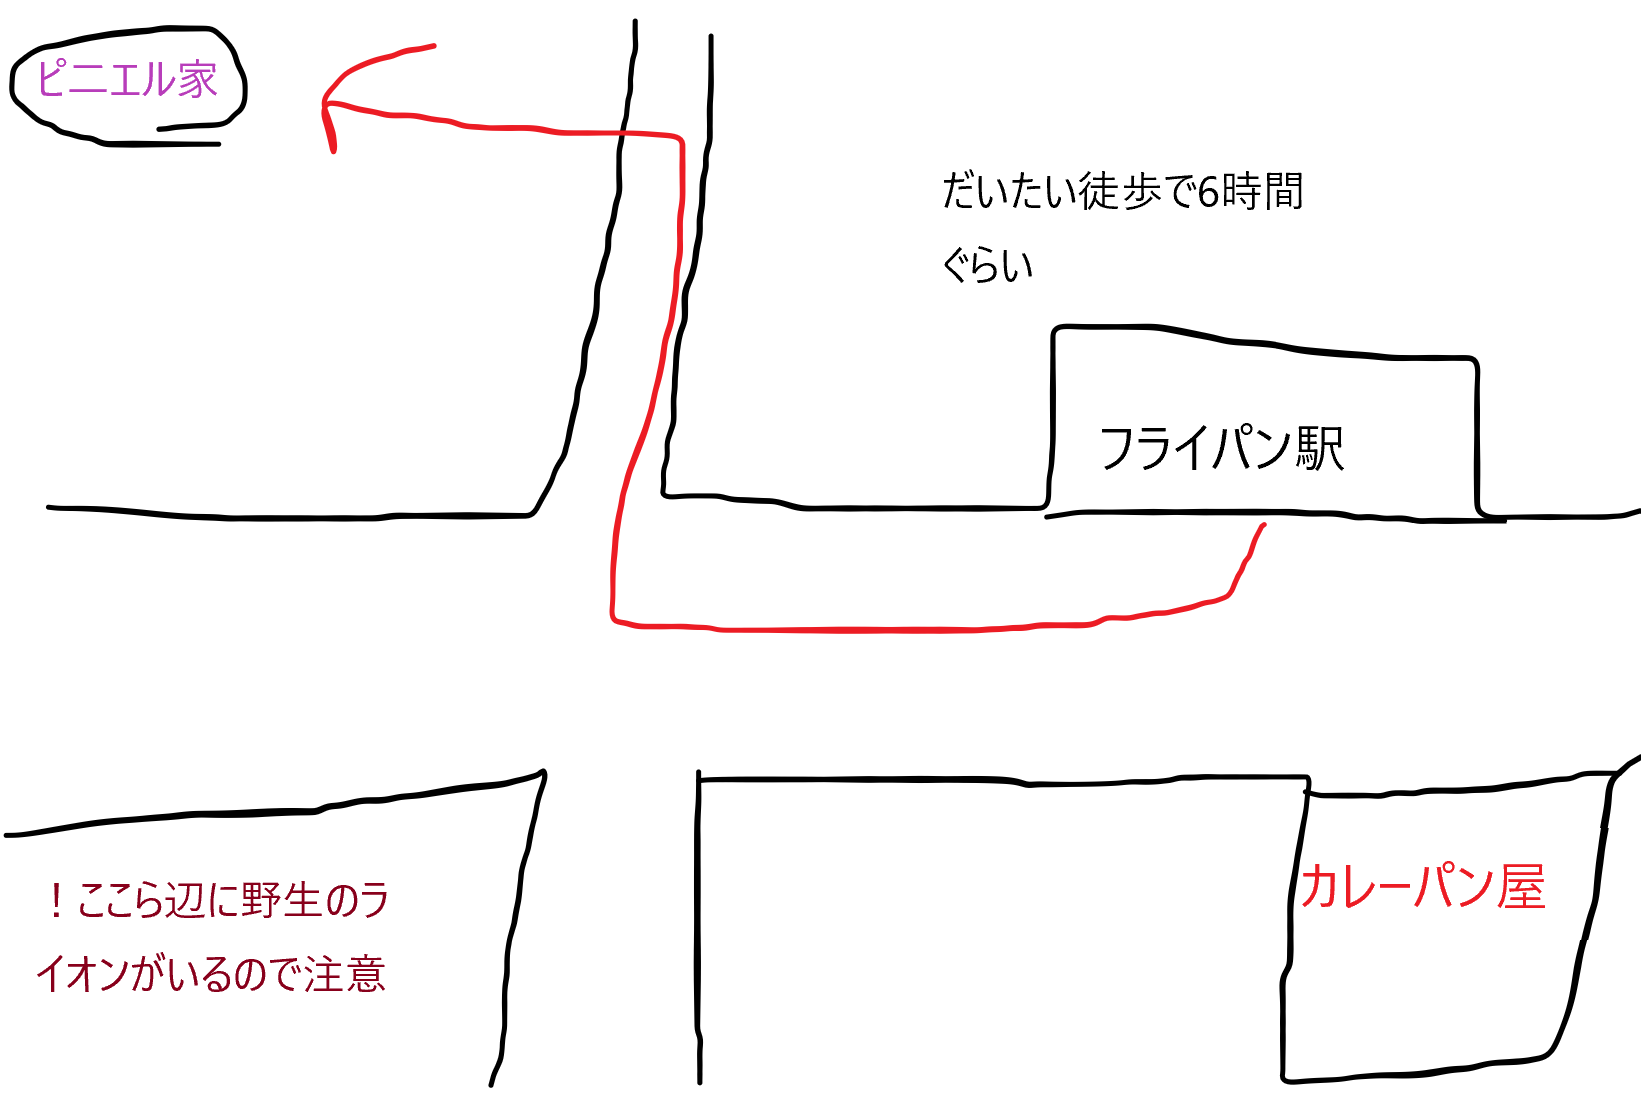 ピニエル家
だいたい徒歩で6時間
ぐらい
フライパン駅
！ここら辺に野生のラ
イオンがいるので注意
カレーパン屋